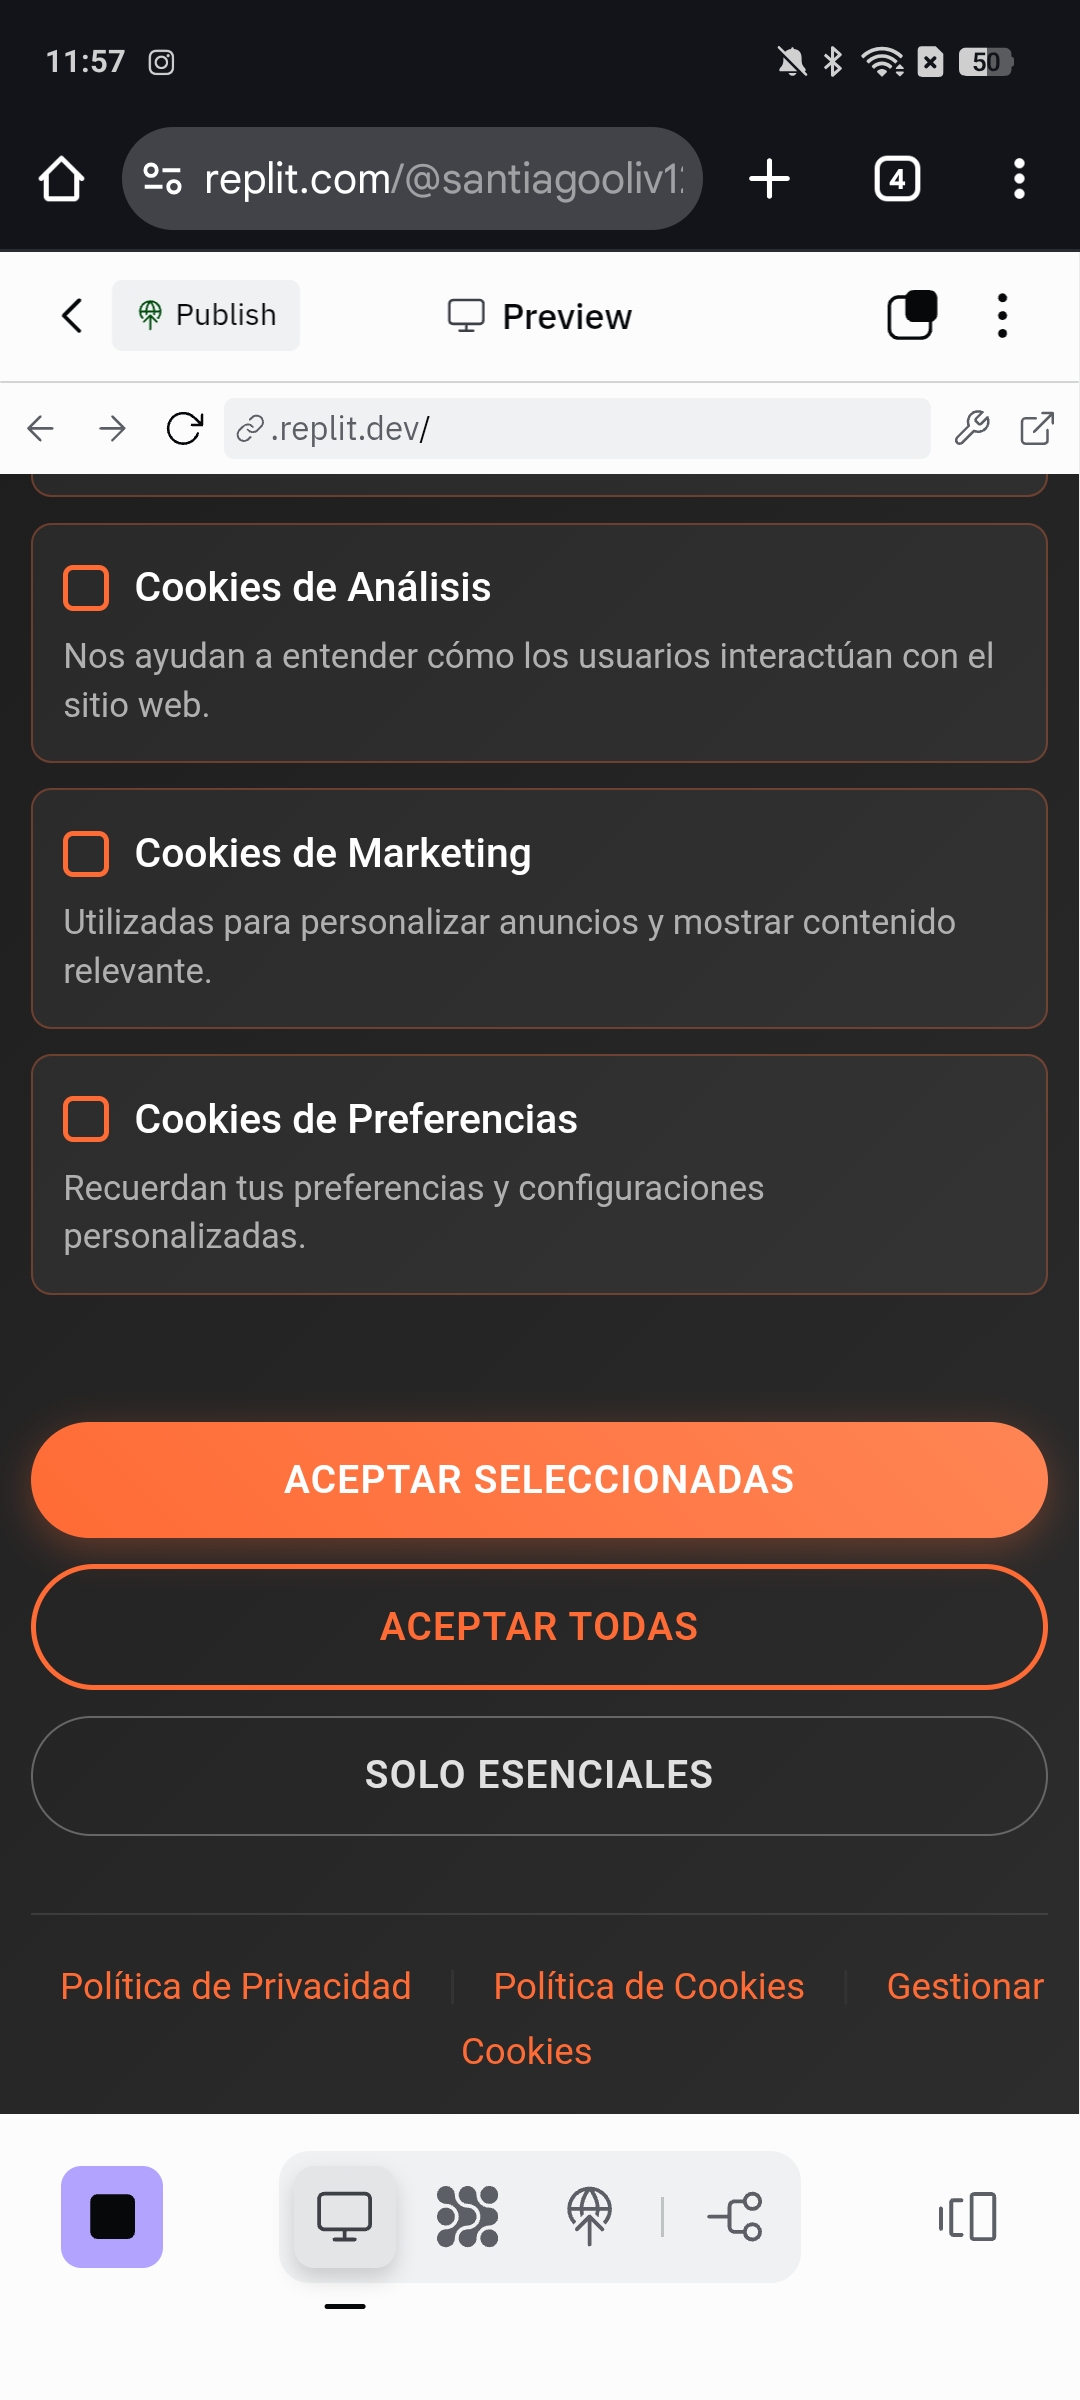 11:57
50
replit.com/@santiagooliv1
4
Publish
Preview
.replit.dev/
Cookies de Análisis
Nos ayudan a entender cómo los usuarios interactúan con el
sitio web.
Cookies de Marketing
Utilizadas para personalizar anuncios y mostrar contenido
relevante.
Cookies de Preferencias
Recuerdan tus preferencias y configuraciones
personalizadas.
ACEPTAR SELECCIONADAS
ACEPTAR TODAS
SOLO ESENCIALES
Política de Privacidad | Política de Cookies | Gestionar
Cookies